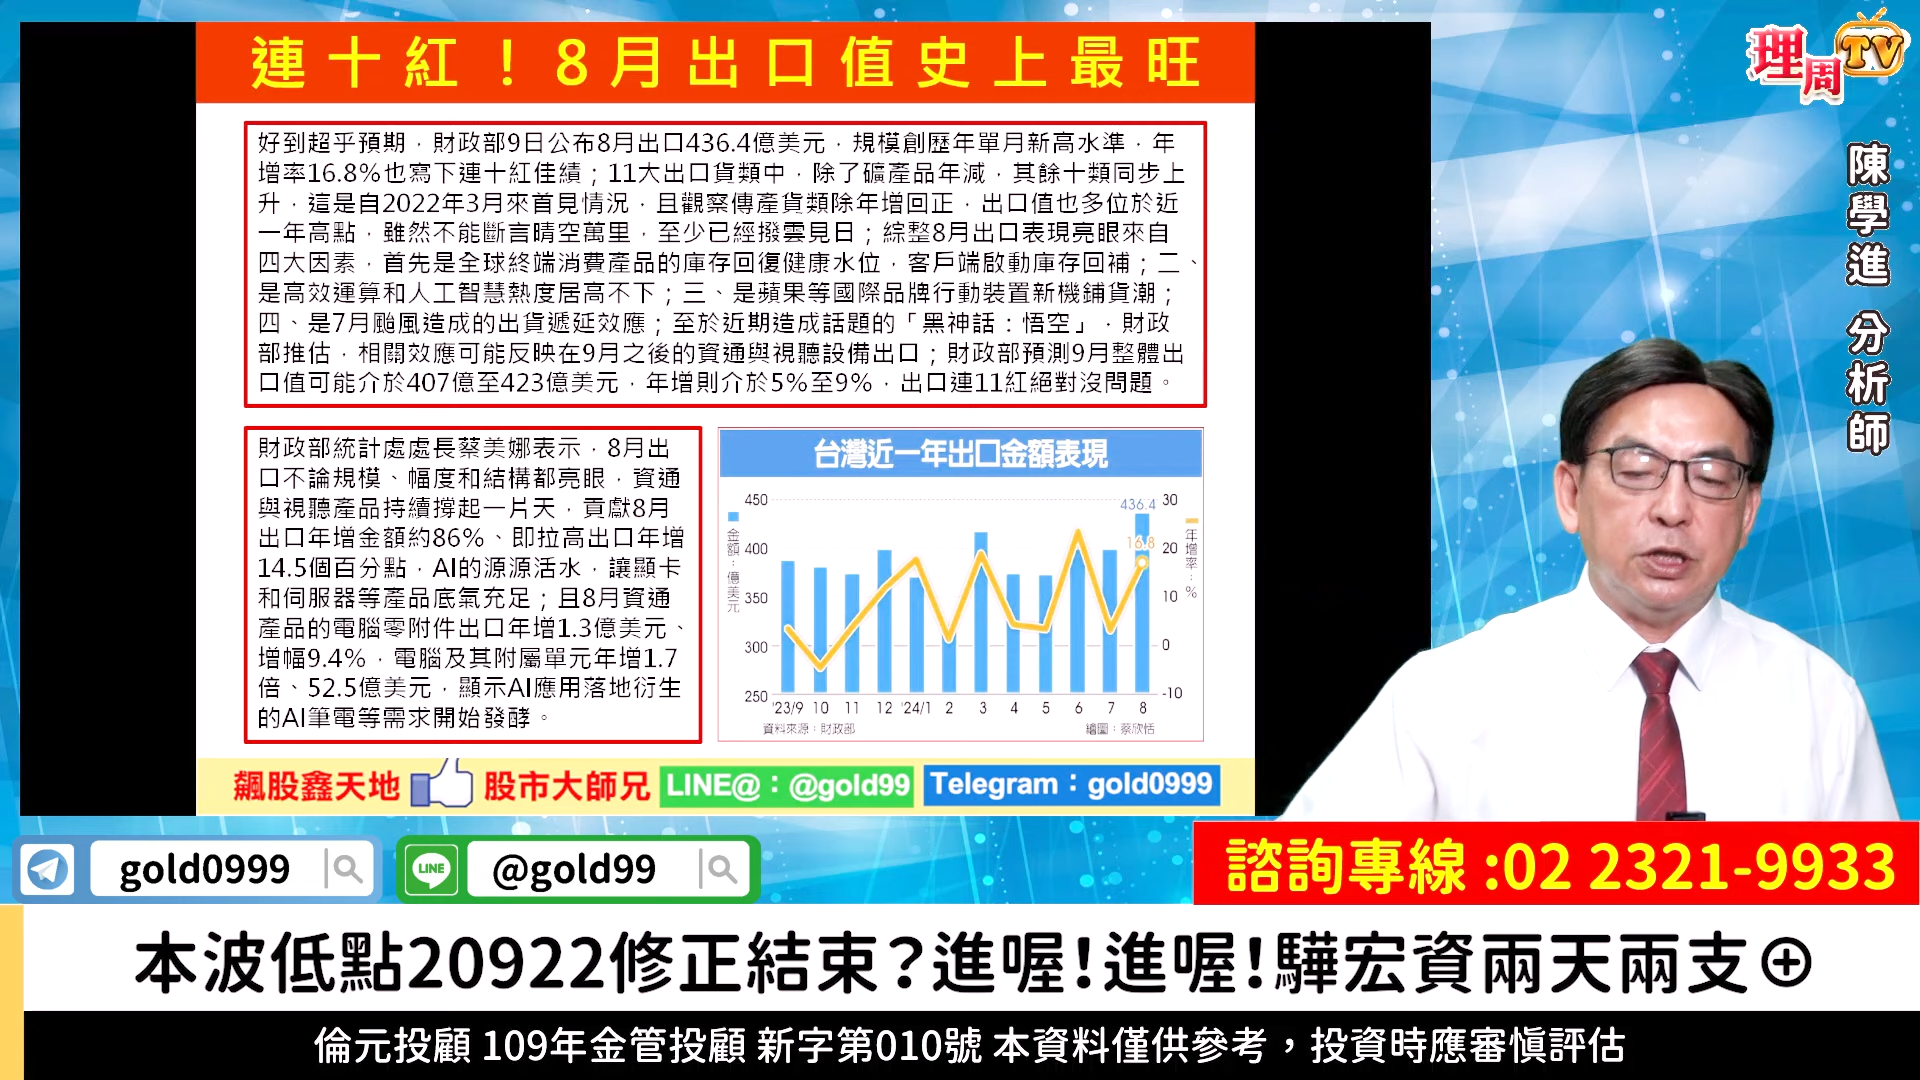 連十紅！8月出口值史上最旺
理周TV
陳學進 分析師
好到超乎預期，財政部9日公布8月出口436.4億美元，規模創歷年單月新高水準，年
增率16.8%也寫下連十紅佳績；11大出口貨類中，除了礦產品年減，其餘十類同步上
升，這是自2022年3月來首見情況，且觀察傳產貨類除年增回正，出口值也多位於近
一年高點，雖然不能斷言晴空萬里，至少已經撥雲見日；綜整8月出口表現亮眼來自
四大因素，首先是全球終端消費產品的庫存回復健康水位，客戶端啟動庫存回補；二、
是高效運算和人工智慧熱度居高不下；三、是蘋果等國際品牌行動裝置新機鋪貨潮；
四、是7月颱風造成的出貨遞延效應；至於近期造成話題的「黑神話：悟空」，財政
部推估，相關效應可能反映在9月之後的資通與視聽設備出口；財政部預測9月整體出
口值可能介於407億至423億美元，年增則介於5%至9%，出口連11紅絕對沒問題。
財政部統計處處長蔡美娜表示，8月出
口不論規模、幅度和結構都亮眼，資通
與視聽產品持續撐起一片天，貢獻8月
出口年增金額約86%、即拉高出口年增
14.5個百分點，AI的源源活水，讓顯卡
和伺服器等產品底氣充足；且8月資通
產品的電腦零附件出口年增1.3億美元、
增幅9.4%，電腦及其附屬單元年增1.7
倍、52.5億美元，顯示AI應用落地衍生
的AI筆電等需求開始發酵。
台灣近一年出口金額表現
450
400
350
300
250
金額：億美元
436.4
16.8
30
20
10
0
-10
年增率：%
'23/9 10 11 12 '24/1 2 3 4 5 6 7 8
資料來源：財政部
繪圖：蔡欣恬
飆股鑫天地 股市大師兄 LINE@：@gold99 Telegram：gold0999
gold0999
LINE @gold99
諮詢專線 :02 2321-9933
本波低點20922修正結束？進喔！進喔！驊宏資兩天兩支⊕
倫元投顧 109年金管投顧 新字第010號 本資料僅供參考，投資時應審慎評估